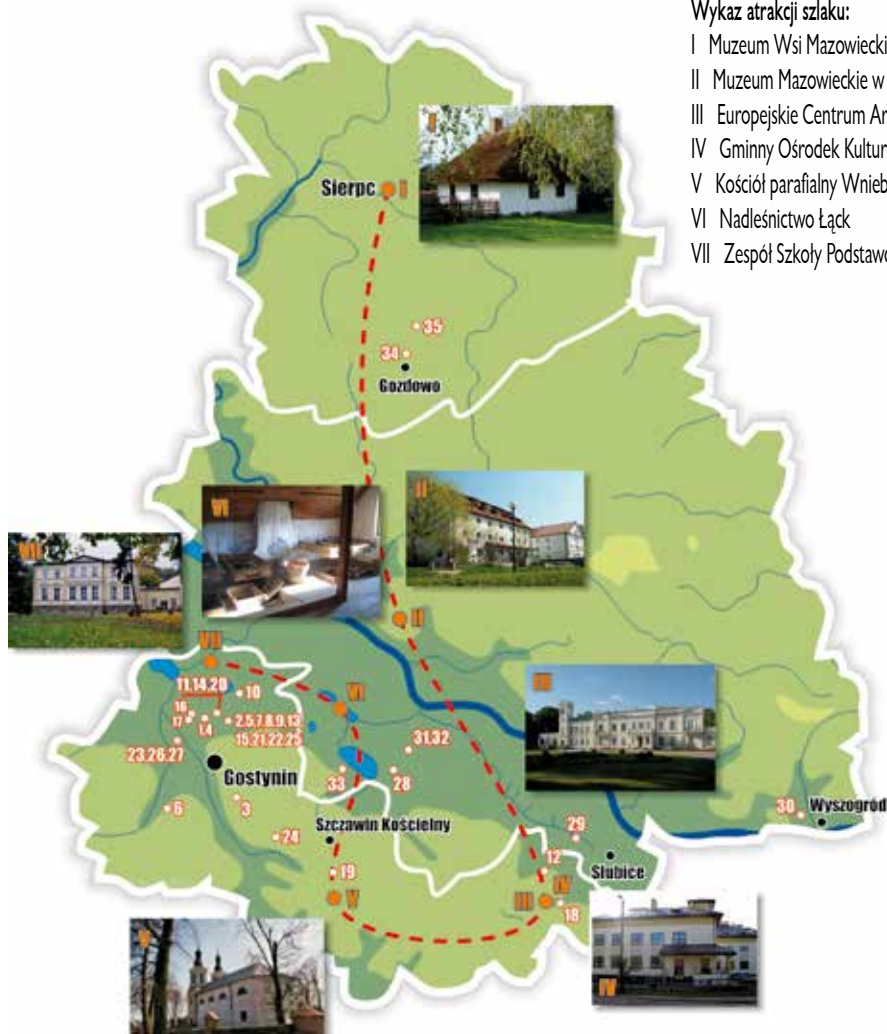 Wykaz atrakcji szlaku:
I Muzeum Wsi Mazowiecki
II Muzeum Mazowieckie w
III Europejskie Centrum Ar
IV Gminny Ośrodek Kultur
V Kościół parafialny Wnieb
VI Nadleśnictwo Łąck
VII Zespół Szkoły Podstawo
I
Sierpc I
35
34
Gozdowo
VI
II
VII
II
VII
11,14,20
10
VI
III
16
17
1,4
2,5,7,8,9,13
15,21,22,25
23,26,27
31,32
Gostynin
33
28
6
3
30 Wyszogród
Szczawin Kościelny
24
29
12
Słubice
19
V
III
IV
18
V
IV